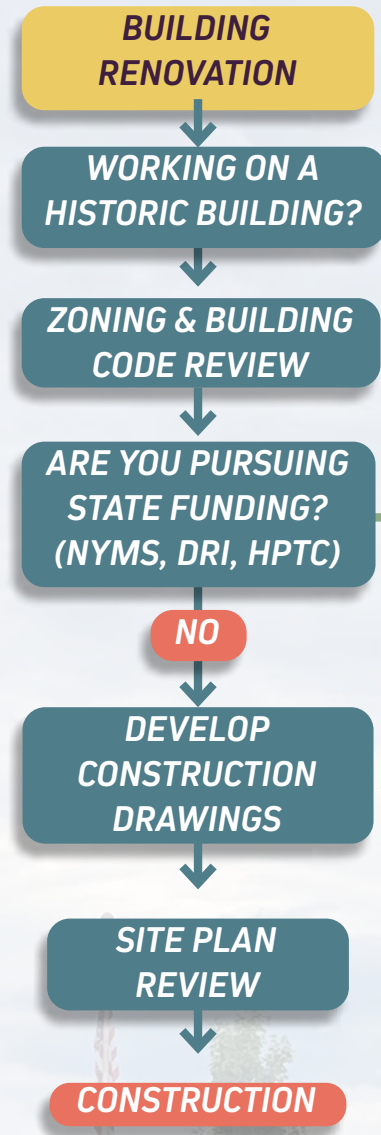 BUILDING
RENOVATION
WORKING ON A
HISTORIC BUILDING?
ZONING & BUILDING
CODE REVIEW
ARE YOU PURSUING
STATE FUNDING?
(NYMS, DRI, HPTC)
NO
DEVELOP
CONSTRUCTION
DRAWINGS
SITE PLAN
REVIEW
CONSTRUCTION